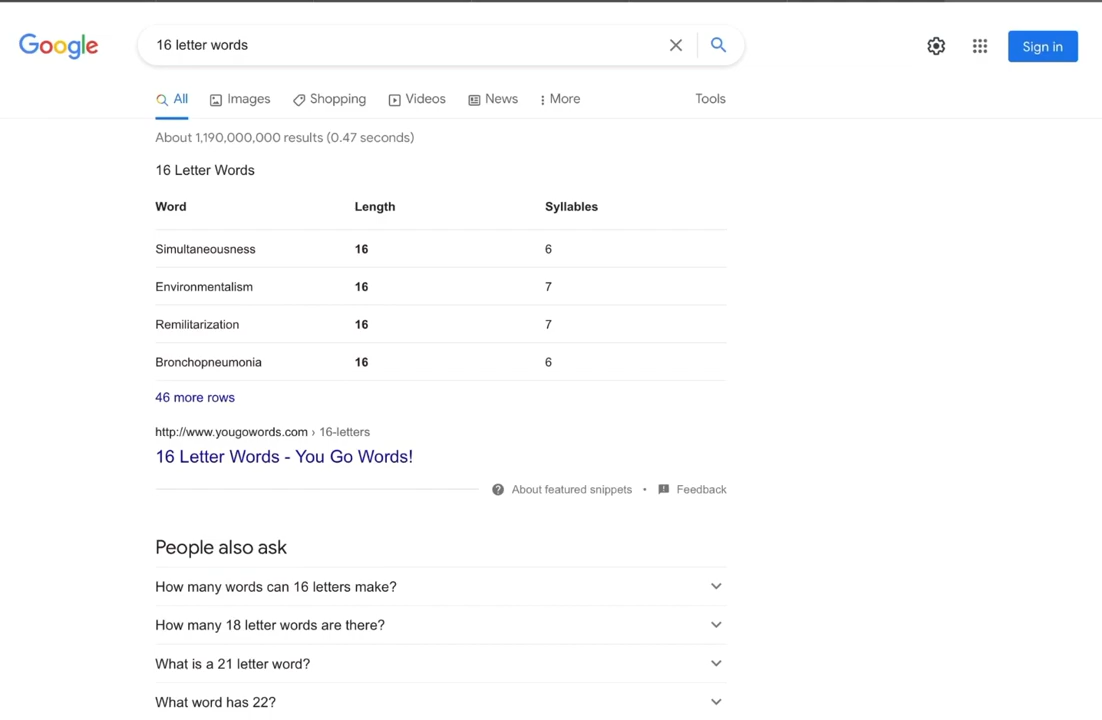 Google
16 letter words
Sign in
All Images Shopping Videos News More Tools
About 1,190,000,000 results (0.47 seconds)
16 Letter Words
Word Length Syllables
Simultaneousness 16 6
Environmentalism 16 7
Remilitarization 16 7
Bronchopneumonia 16 6
46 more rows
http://www.yougowords.com › 16-letters
16 Letter Words - You Go Words!
About featured snippets • Feedback
People also ask
How many words can 16 letters make?
How many 18 letter words are there?
What is a 21 letter word?
What word has 22?